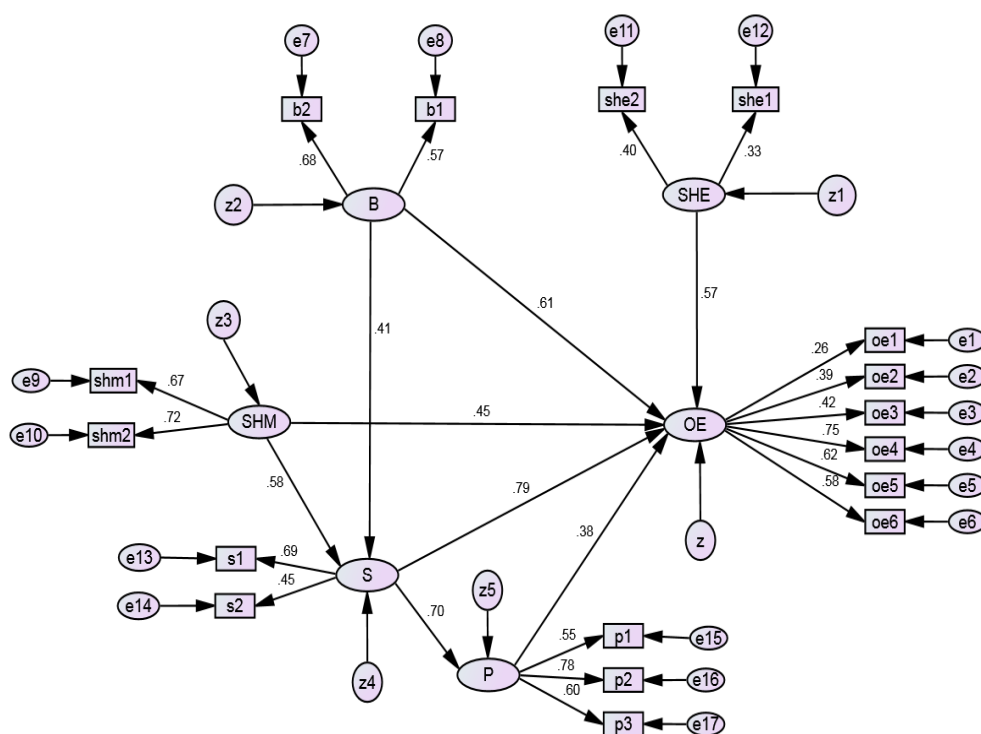 e7
e8
e11
e12
b2
b1
she2
she1
.68
.57
.40
.33
z2
B
SHE
z1
.61
.57
z3
.41
.26
oe1
e1
.39
oe2
e2
e9
shm1
.67
.42
oe3
e3
e10
shm2
.72
SHM
.45
OE
.75
oe4
e4
.62
oe5
e5
.58
.79
.58
oe6
e6
z
e13
s1
.69
S
.38
e14
s2
.45
z5
.70
.55
p1
e15
z4
P
.78
p2
e16
.60
p3
e17